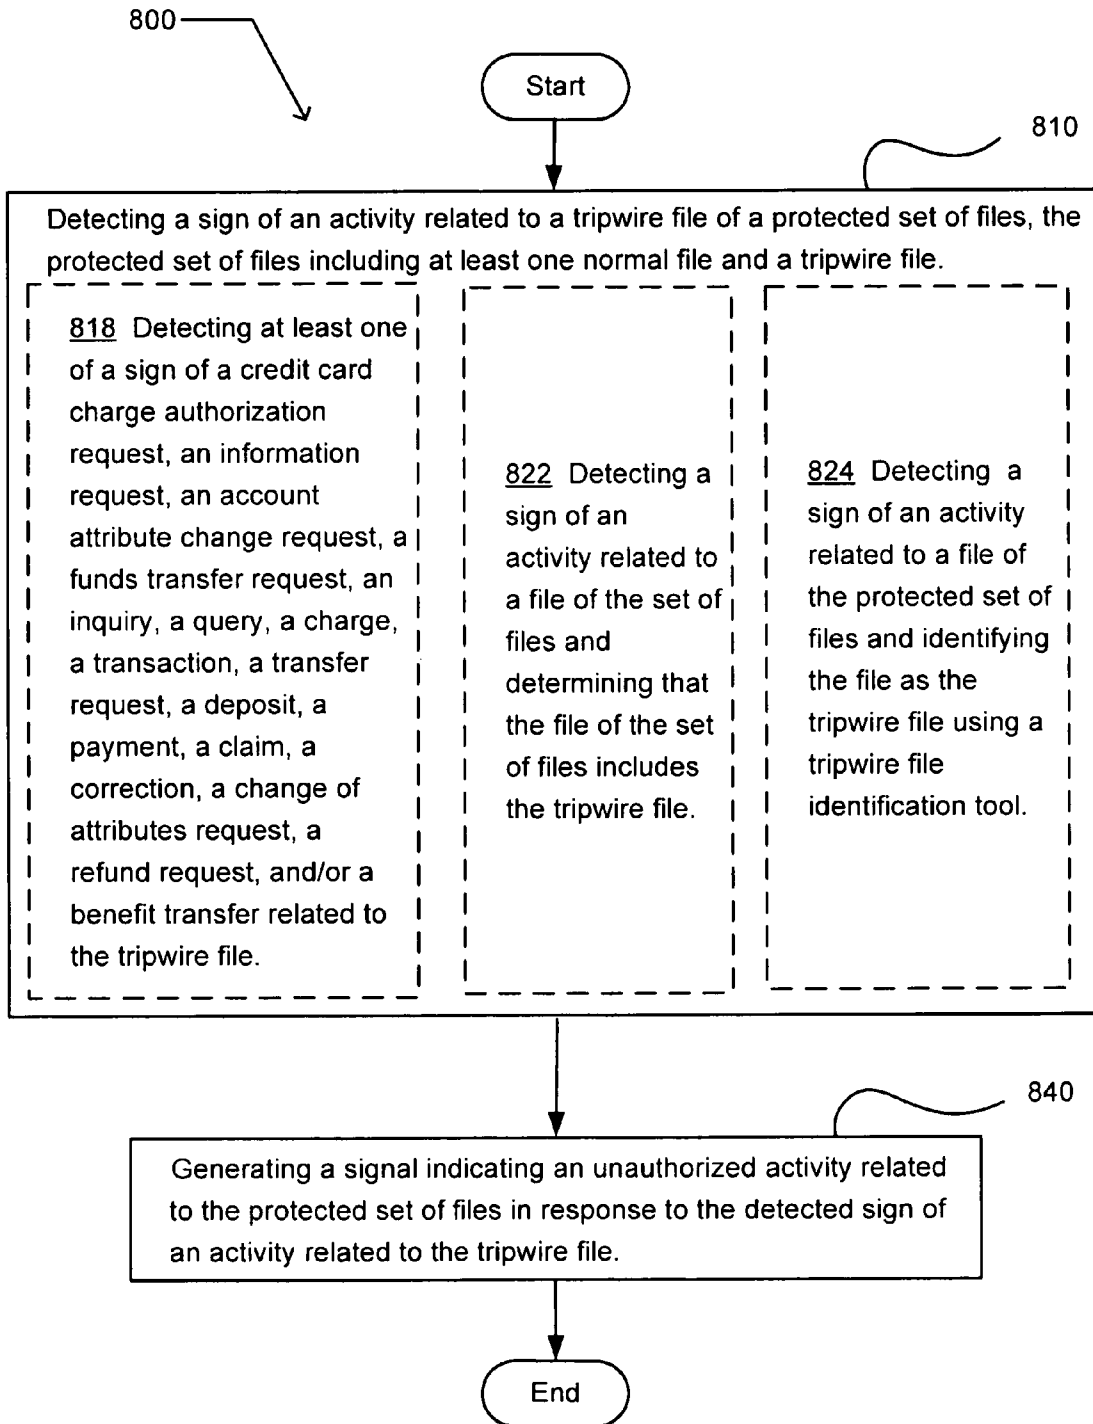 800
Start
810
Detecting a sign of an activity related to a tripwire file of a protected set of files, the
protected set of files including at least one normal file and a tripwire file.
818 Detecting at least one
of a sign of a credit card
charge authorization
request, an information
request, an account
attribute change request, a
funds transfer request, an
inquiry, a query, a charge,
a transaction, a transfer
request, a deposit, a
payment, a claim, a
correction, a change of
attributes request, a
refund request, and/or a
benefit transfer related to
the tripwire file.
822 Detecting a
sign of an
activity related to
a file of the set of
files and
determining that
the file of the set
of files includes
the tripwire file.
824 Detecting a
sign of an activity
related to a file of
the protected set of
files and identifying
the file as the
tripwire file using a
tripwire file
identification tool.
840
Generating a signal indicating an unauthorized activity related
to the protected set of files in response to the detected sign of
an activity related to the tripwire file.
End